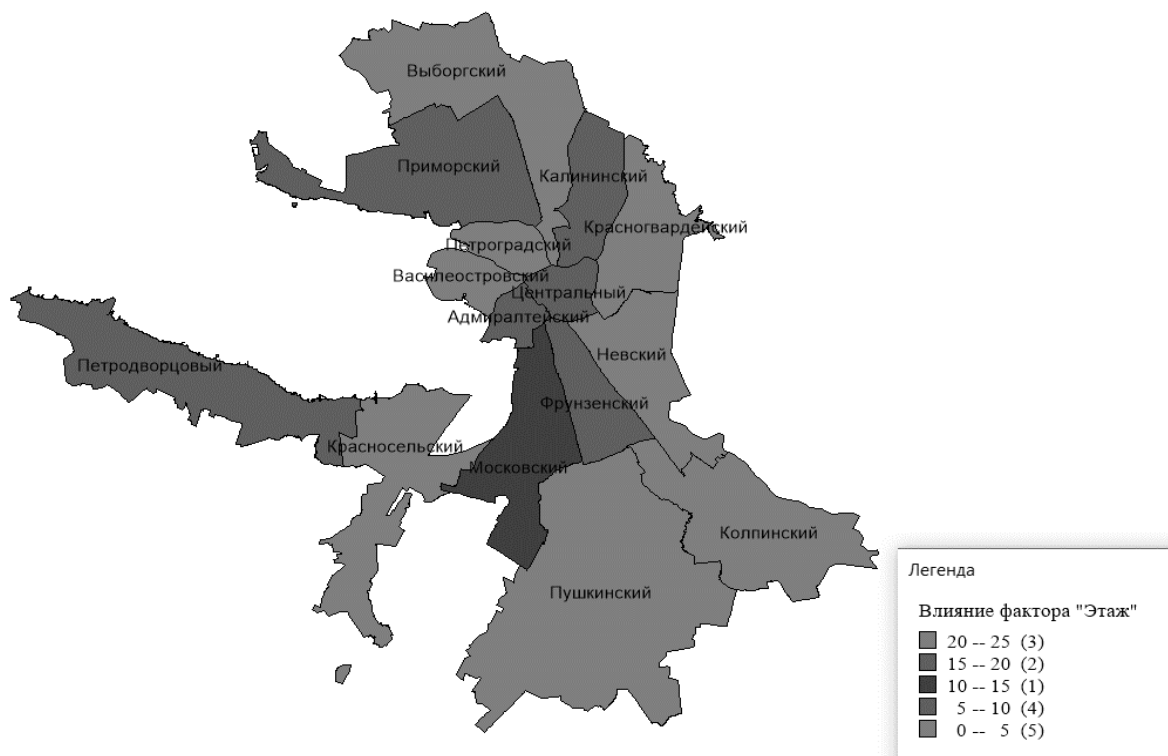 Выборгский
Приморский
Калининский
Красногвардейский
Петроградский
Василеостровский
Центральный
Адмиралтейский
Невский
Петродворцовый
Фрунзенский
Красносельский
Московский
Колпинский
Пушкинский
Легенда
Влияние фактора "Этаж"
20 -- 25 (3)
15 -- 20 (2)
10 -- 15 (1)
5 -- 10 (4)
0 -- 5 (5)